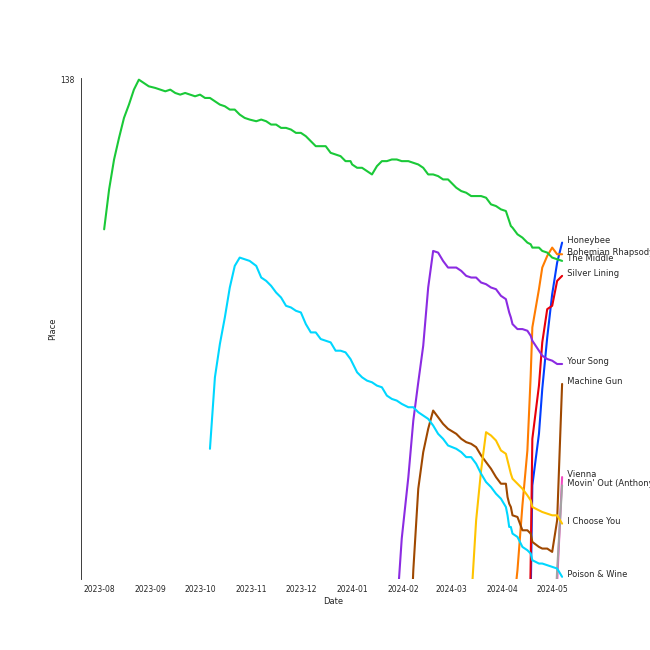 138
Honeybee
Bohemian Rhapsody
The Middle
Silver Lining
Your Song
Machine Gun
Vienna
Movin' Out (Anthony
I Choose You
Poison & Wine
Place
2023-08 2023-09 2023-10 2023-11 2023-12 2024-01 2024-02 2024-03 2024-04 2024-05
Date